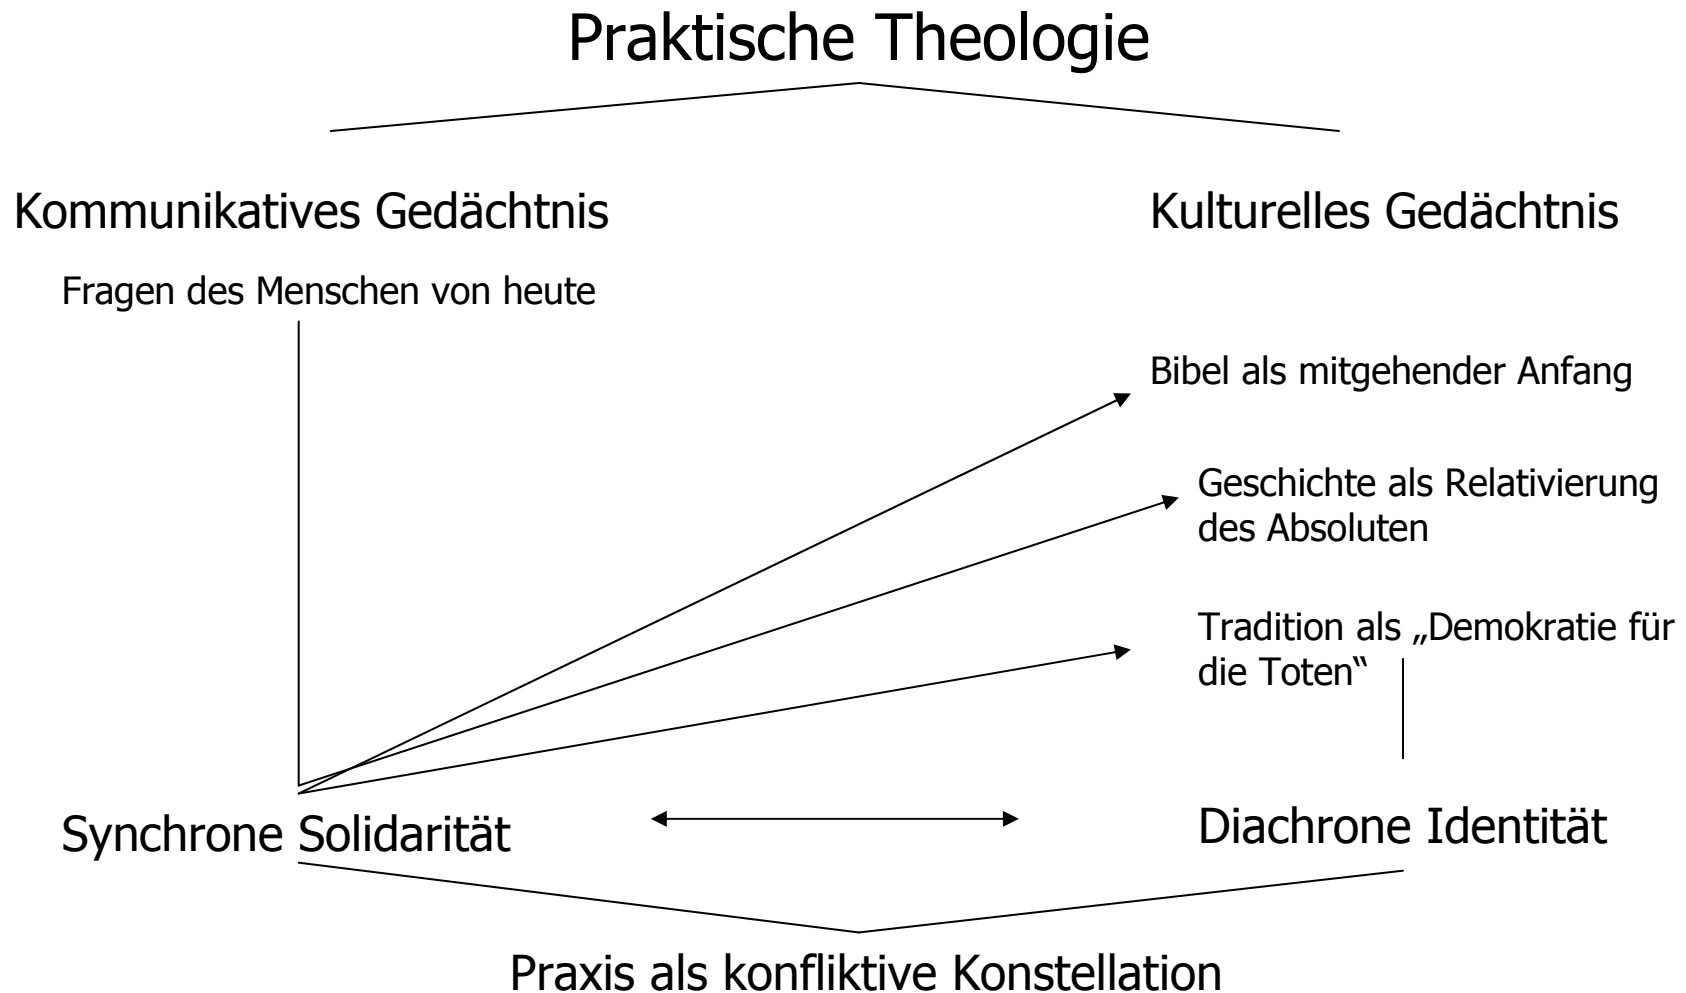 Praktische Theologie
Kommunikatives Gedächtnis
Kulturelles Gedächtnis
Fragen des Menschen von heute
Bibel als mitgehender Anfang
Geschichte als Relativierung
des Absoluten
Tradition als „Demokratie für
die Toten“
Synchrone Solidarität
Diachrone Identität
Praxis als konfliktive Konstellation